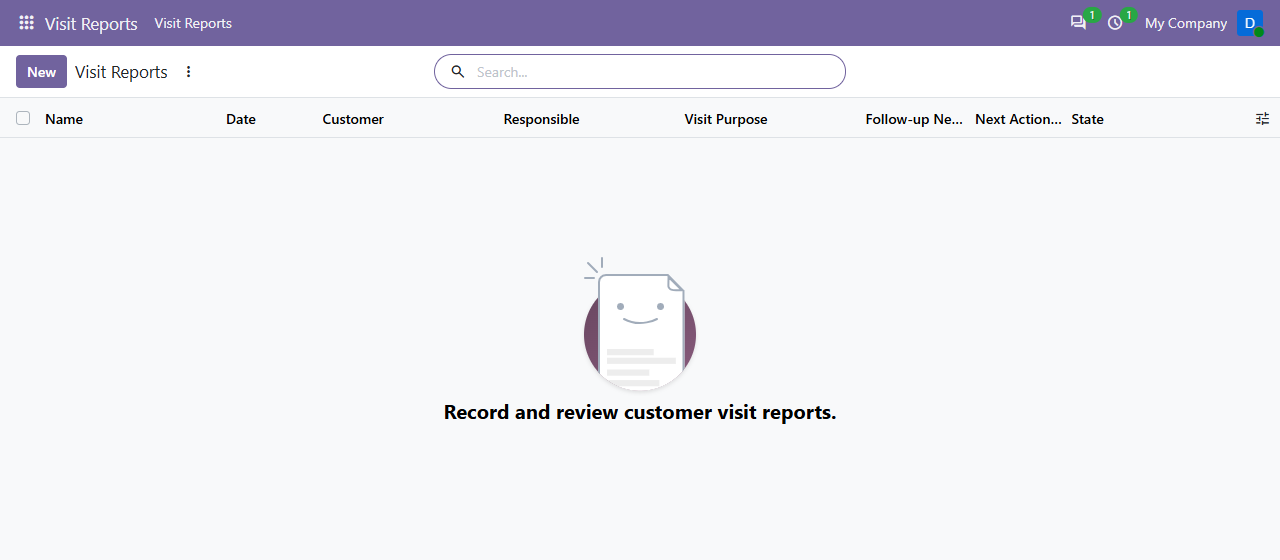 Visit Reports Visit Reports 1 1 My Company D
New Visit Reports Search...
Name Date Customer Responsible Visit Purpose Follow-up Ne... Next Action... State
Record and review customer visit reports.